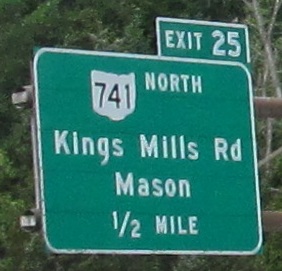 EXIT 25
741 NORTH
Kings Mills Rd
Mason
1/2 MILE